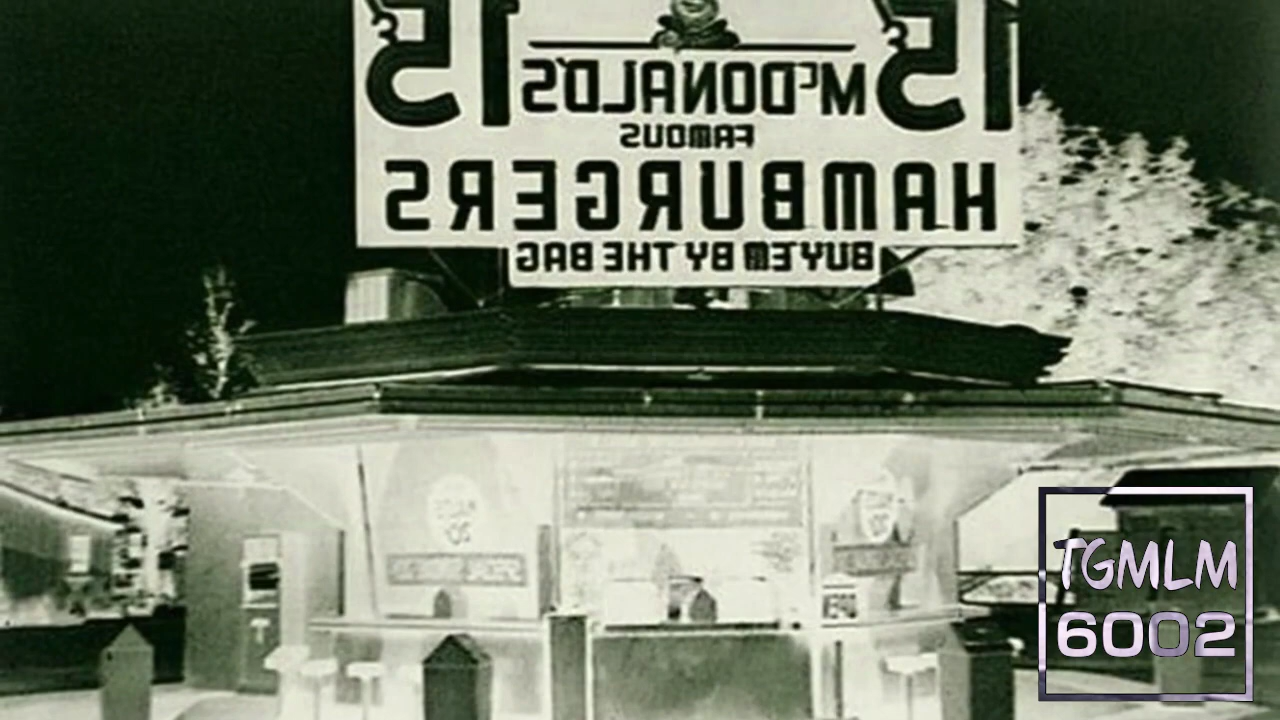 15 15
McDONALD'S
FAMOUS
HAMBURGERS
BUY'EM BY THE BAG
TGMLM
6002